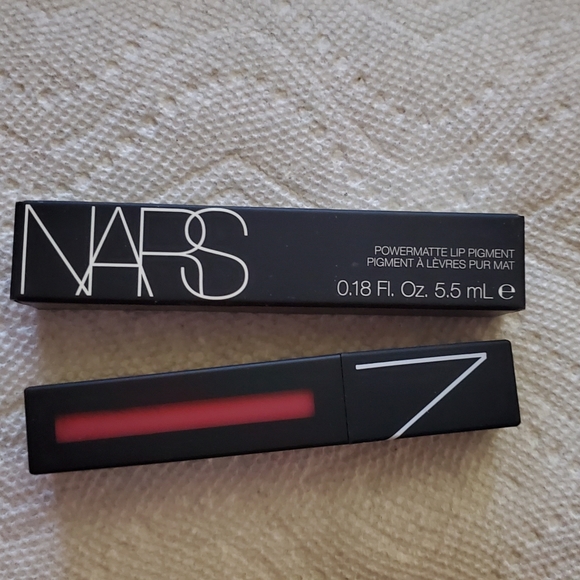 NARS
POWERMATTE LIP PIGMENT
PIGMENT À LÈVRES PUR MAT
0.18 Fl. Oz. 5.5 mL ℮